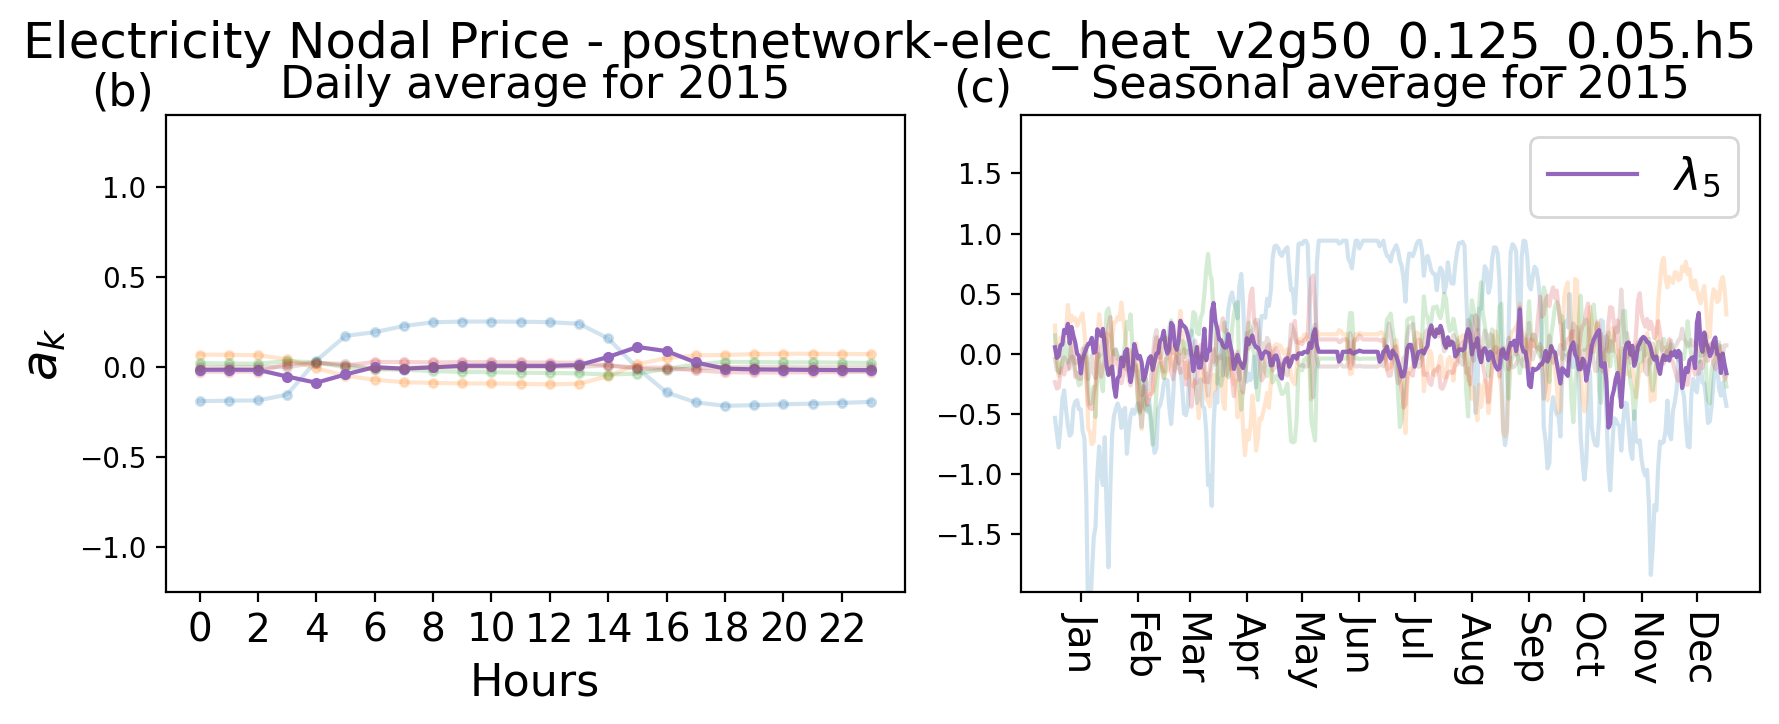 Electricity Nodal Price - postnetwork-elec_heat_v2g50_0.125_0.05.h5
(b) Daily average for 2015
1.0
0.5
0.0
−0.5
−1.0
a_k
0 2 4 6 8 10 12 14 16 18 20 22
Hours
(c) Seasonal average for 2015
λ_5
1.5
1.0
0.5
0.0
−0.5
−1.0
−1.5
Jan Feb Mar Apr May Jun Jul Aug Sep Oct Nov Dec